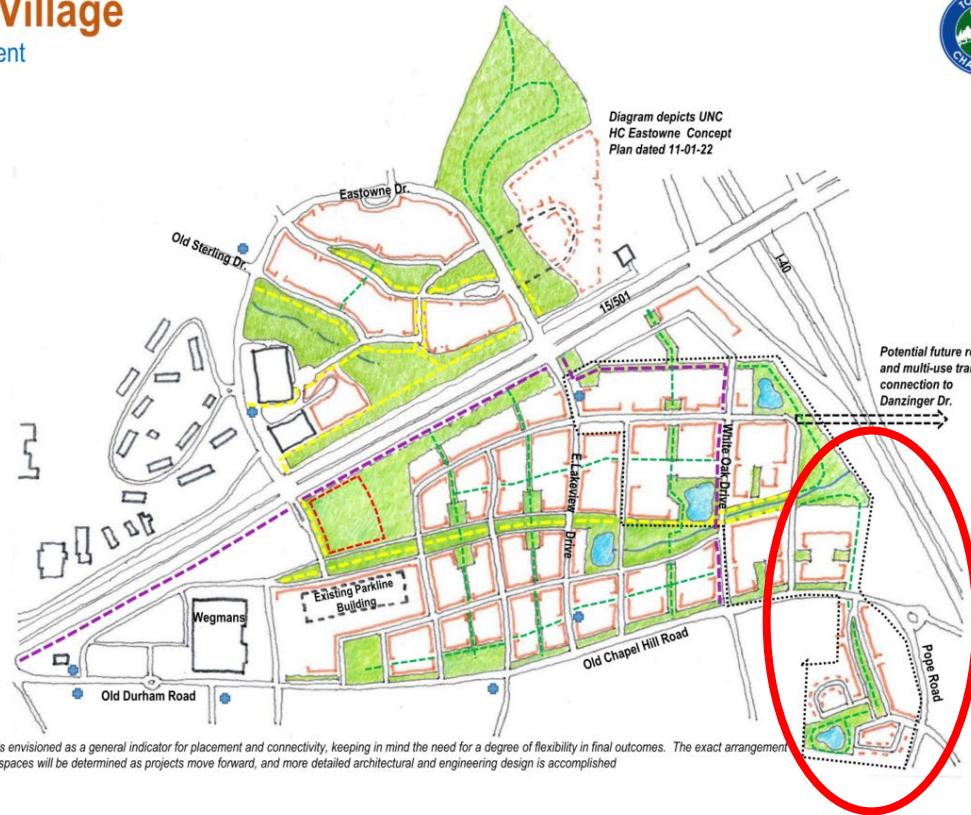 Village
ent
TO
CHA
Diagram depicts UNC
HC Eastowne Concept
Plan dated 11-01-22
Eastowne Dr.
Old Sterling Dr.
I-40
15/501
Potential future r
and multi-use tra
connection to
Danzinger Dr.
E Lakeview
Drive
White Oak Drive
Existing Parkline
Building
Wegmans
Old Chapel Hill Road
Pope Road
Old Durham Road
s envisioned as a general indicator for placement and connectivity, keeping in mind the need for a degree of flexibility in final outcomes. The exact arrangement
spaces will be determined as projects move forward, and more detailed architectural and engineering design is accomplished